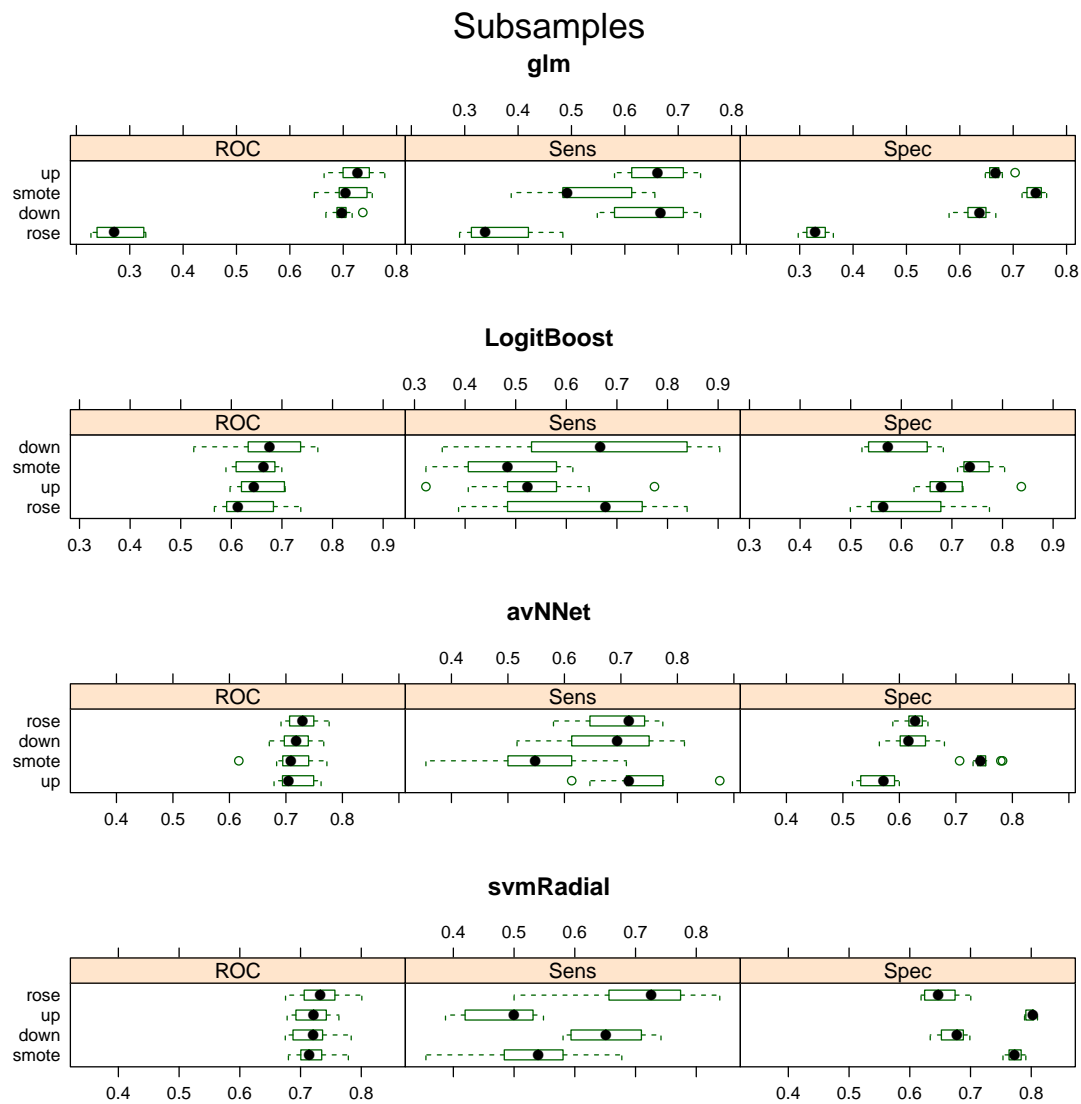 Subsamples
glm
0.3 0.4 0.5 0.6 0.7 0.8
ROC Sens Spec
up
smote
down
rose
0.3 0.4 0.5 0.6 0.7 0.8 0.3 0.4 0.5 0.6 0.7 0.8
LogitBoost
0.3 0.4 0.5 0.6 0.7 0.8 0.9
ROC Sens Spec
down
smote
up
rose
0.3 0.4 0.5 0.6 0.7 0.8 0.9 0.3 0.4 0.5 0.6 0.7 0.8 0.9
avNNet
0.4 0.5 0.6 0.7 0.8
ROC Sens Spec
rose
down
smote
up
0.4 0.5 0.6 0.7 0.8 0.4 0.5 0.6 0.7 0.8
svmRadial
0.4 0.5 0.6 0.7 0.8
ROC Sens Spec
rose
up
down
smote
0.4 0.5 0.6 0.7 0.8 0.4 0.5 0.6 0.7 0.8